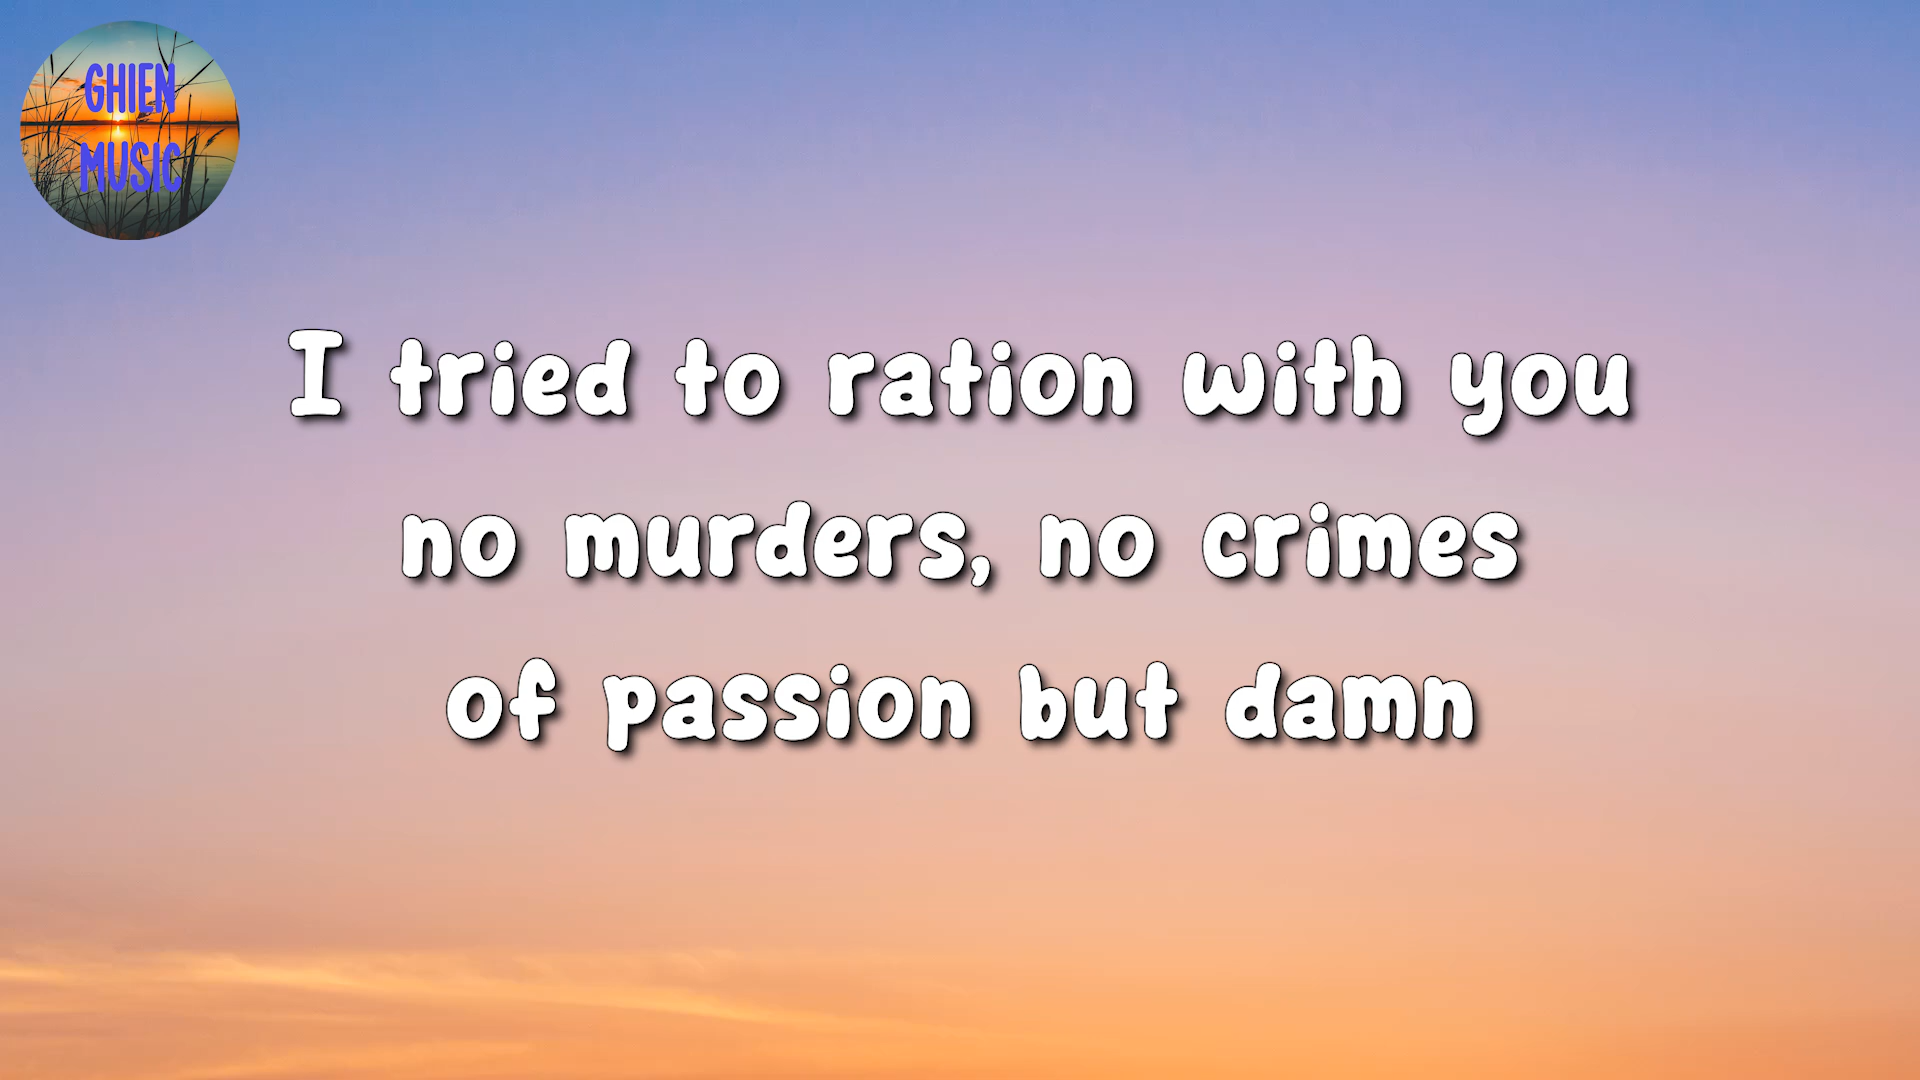 GHIEN
MUSIC
I tried to ration with you
no murders, no crimes
of passion but damn